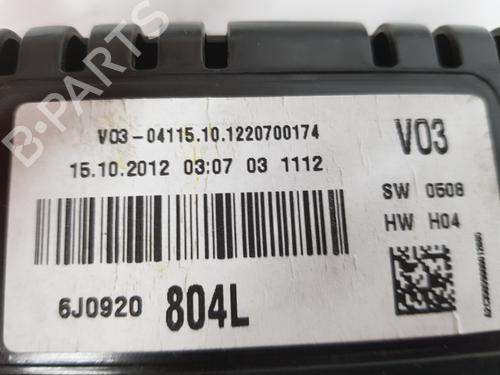 V03-04115.10.1220700174
V03
15.10.2012 03:07 03 1112
SW 0508
HW H04
6J0920 804L
B-PARTS